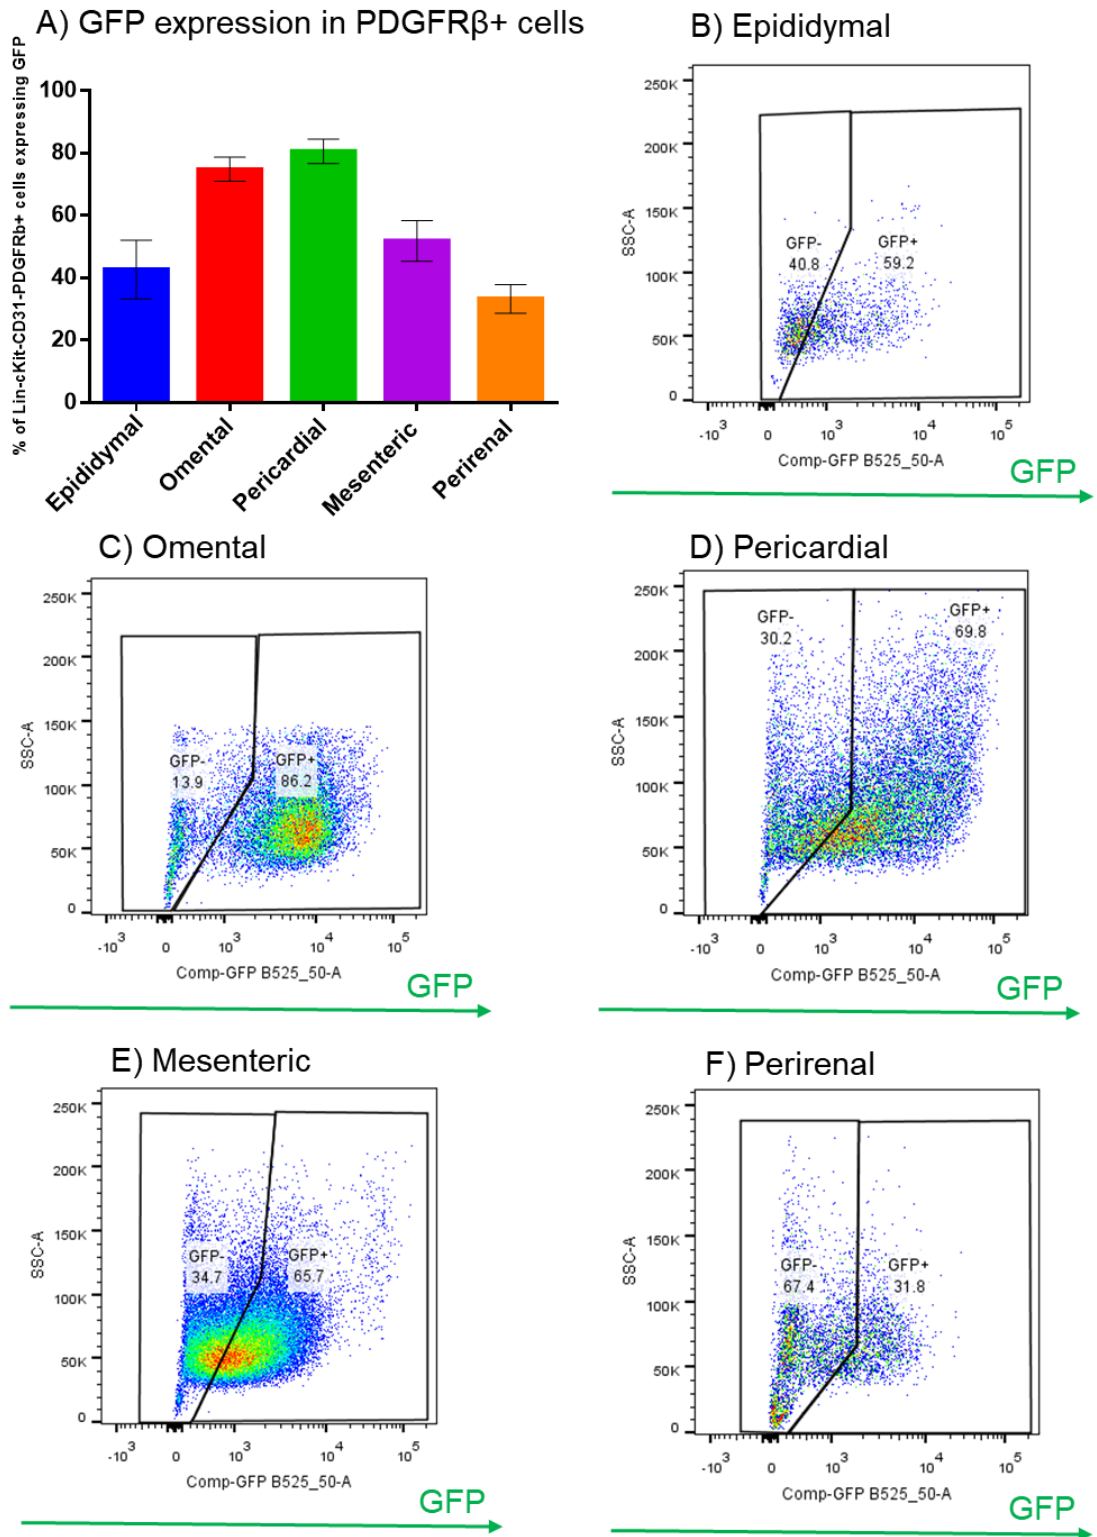 A) GFP expression in PDGFRβ+ cells
% of Lin-cKit-CD31-PDGFRb+ cells expressing GFP
100
80
60
40
20
0
Epididymal
Omental
Pericardial
Mesenteric
Perirenal
B) Epididymal
250K
200K
150K
100K
50K
0
SSC-A
GFP-
40.8
GFP+
59.2
-10³ 0 10³ 10⁴ 10⁵
Comp-GFP B525_50-A
GFP
C) Omental
250K
200K
150K
100K
50K
0
SSC-A
GFP-
13.9
GFP+
86.2
-10³ 0 10³ 10⁴ 10⁵
Comp-GFP B525_50-A
GFP
D) Pericardial
250K
200K
150K
100K
50K
0
SSC-A
GFP-
30.2
GFP+
69.8
-10³ 0 10³ 10⁴ 10⁵
Comp-GFP B525_50-A
GFP
E) Mesenteric
250K
200K
150K
100K
50K
0
SSC-A
GFP-
34.7
GFP+
65.7
-10³ 0 10³ 10⁴ 10⁵
Comp-GFP B525_50-A
GFP
F) Perirenal
250K
200K
150K
100K
50K
0
SSC-A
GFP-
67.4
GFP+
31.8
-10³ 0 10³ 10⁴ 10⁵
Comp-GFP B525_50-A
GFP